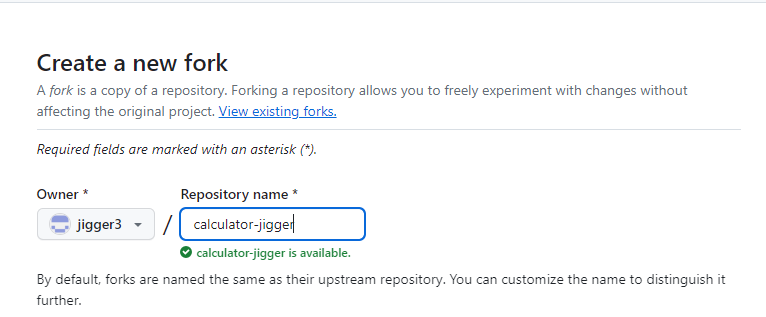 Create a new fork
A fork is a copy of a repository. Forking a repository allows you to freely experiment with changes without
affecting the original project. View existing forks.
Required fields are marked with an asterisk (*).
Owner * Repository name *
jigger3 / calculator-jigger
calculator-jigger is available.
By default, forks are named the same as their upstream repository. You can customize the name to distinguish it
further.